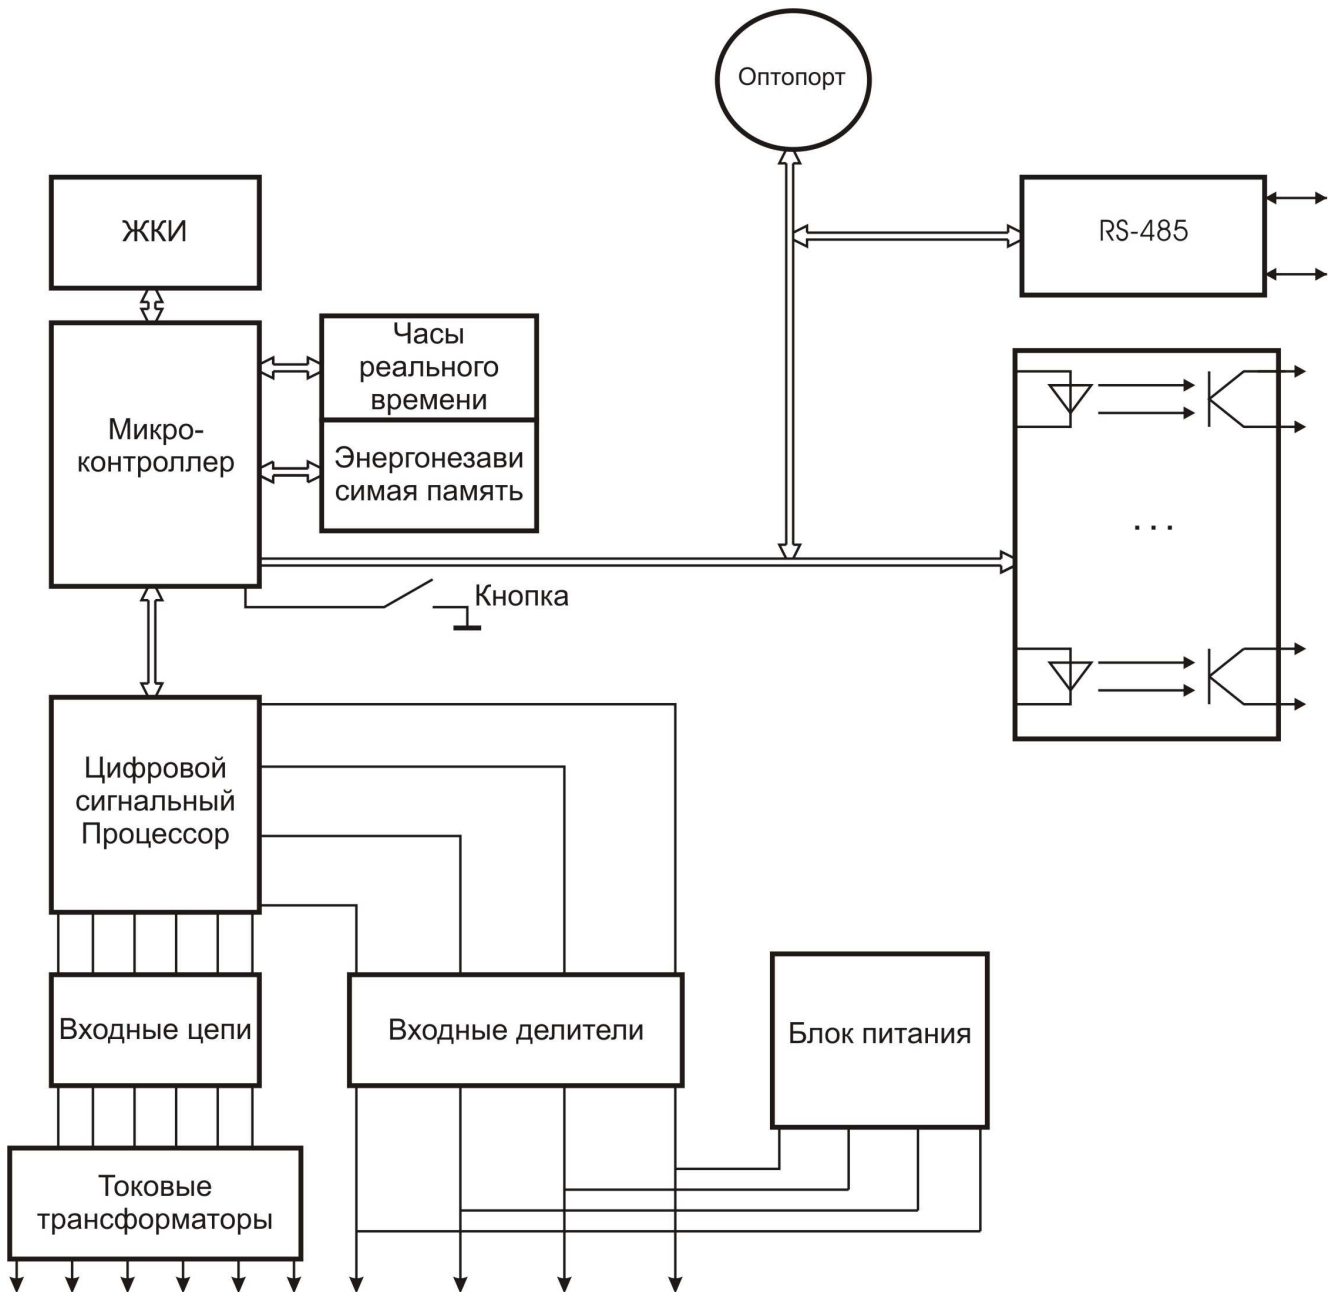 Оптопорт
ЖКИ
RS-485
Часы
реального
времени
Микро-
контроллер
Энергонезави
симая память
...
Кнопка
Цифровой
сигнальный
Процессор
Входные цепи
Входные делители
Блок питания
Токовые
трансформаторы